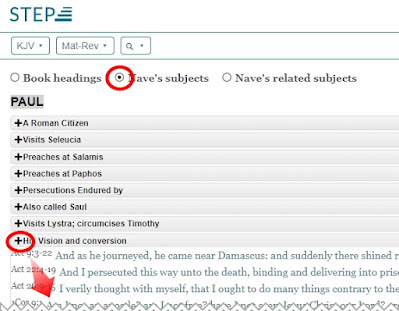 STEP
KJV Mat-Rev
Book headings Nave's subjects Nave's related subjects
PAUL
+A Roman Citizen
+Visits Seleucia
+Preaches at Salamis
+Preaches at Paphos
+Persecutions Endured by
+Also called Saul
+Visits Lystra; circumcises Timothy
+His Vision and conversion
Act 9:3-22 And as he journeyed, he came near Damascus: and suddenly there shined r
Act 22:4-19 And I persecuted this way unto the death, binding and delivering into priso
I verily thought with myself, that I ought to do many things contrary to the